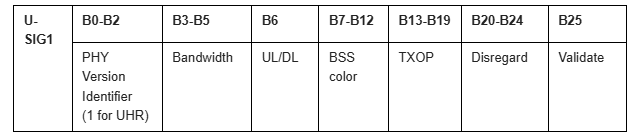 U-SIG1 B0-B2 B3-B5 B6 B7-B12 B13-B19 B20-B24 B25
PHY Version Identifier (1 for UHR) Bandwidth UL/DL BSS color TXOP Disregard Validate